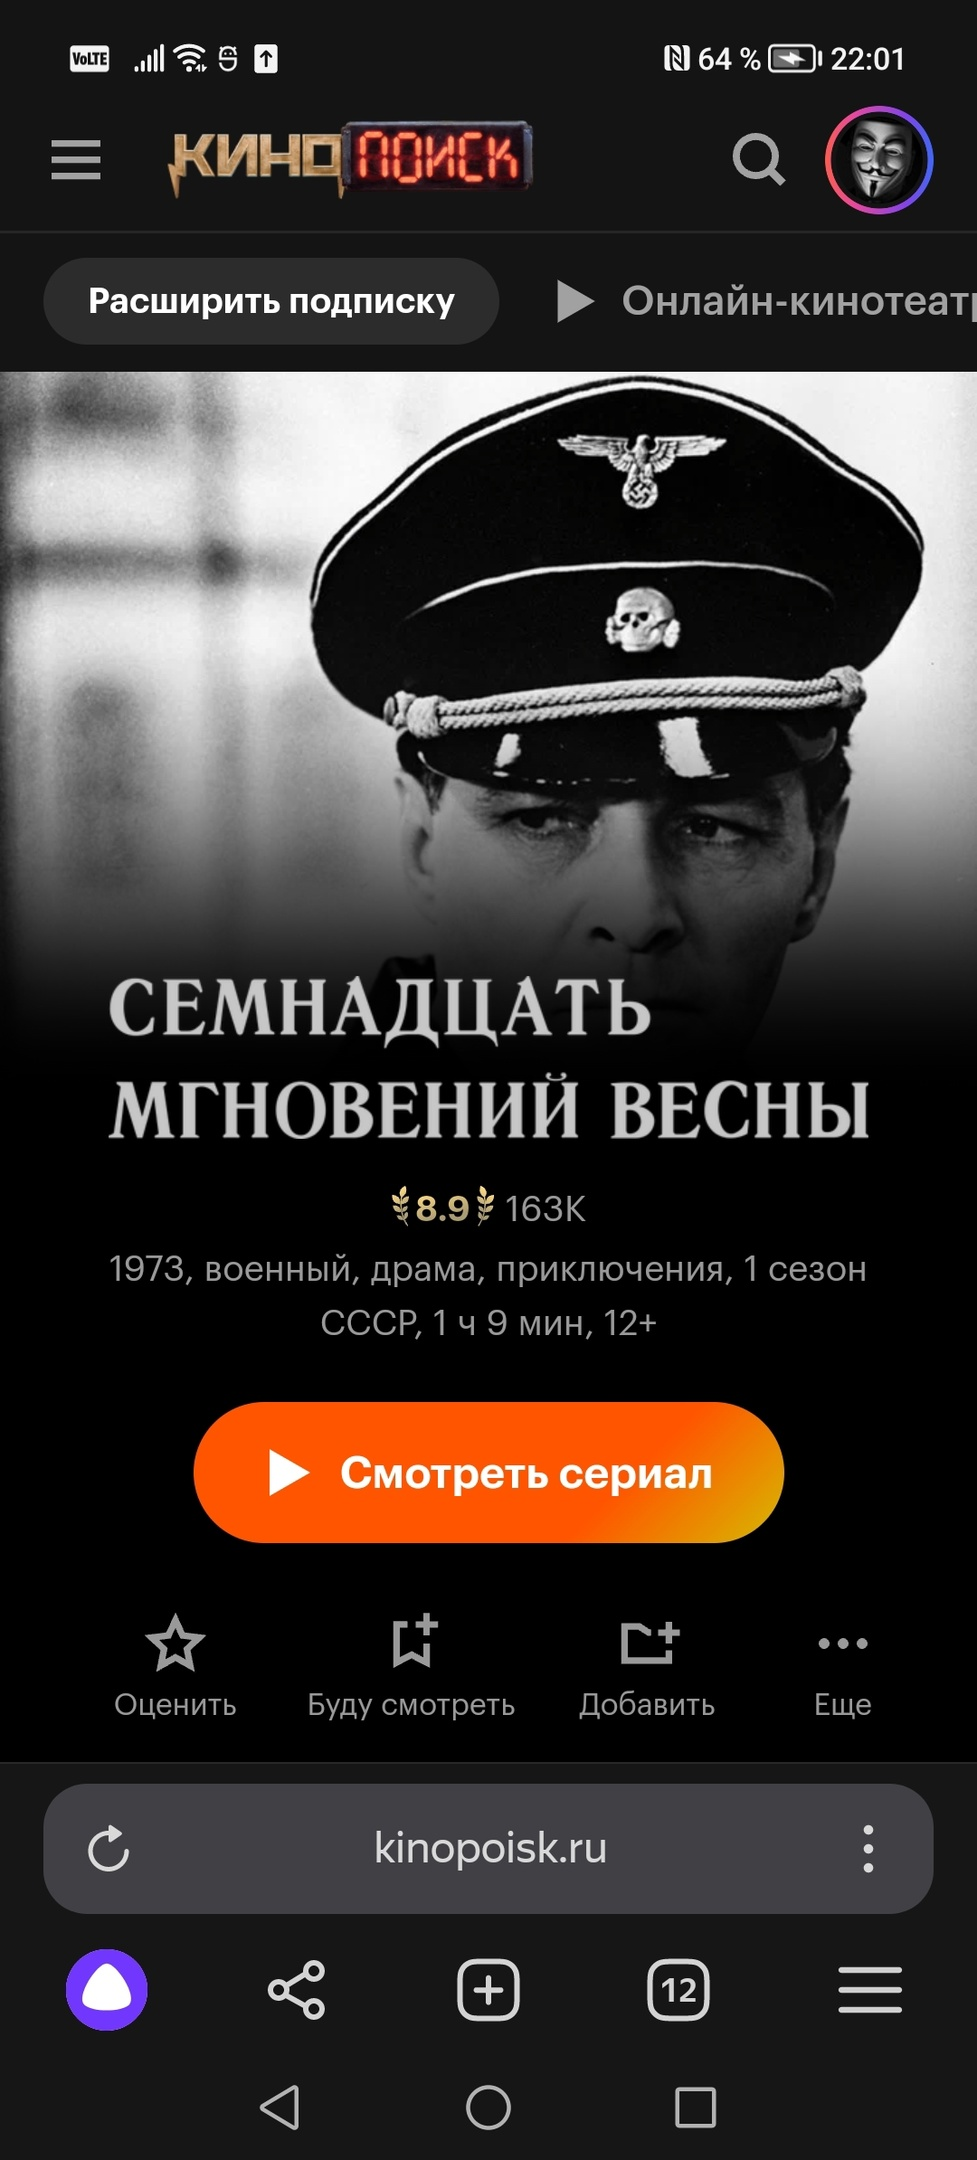 VoLTE 64 % 22:01
КИНОПОИСК
Расширить подписку
Онлайн-кинотеатр
СЕМНАДЦАТЬ
МГНОВЕНИЙ ВЕСНЫ
8.9 163K
1973, военный, драма, приключения, 1 сезон
СССР, 1 ч 9 мин, 12+
Смотреть сериал
Оценить Буду смотреть Добавить Еще
kinopoisk.ru
12